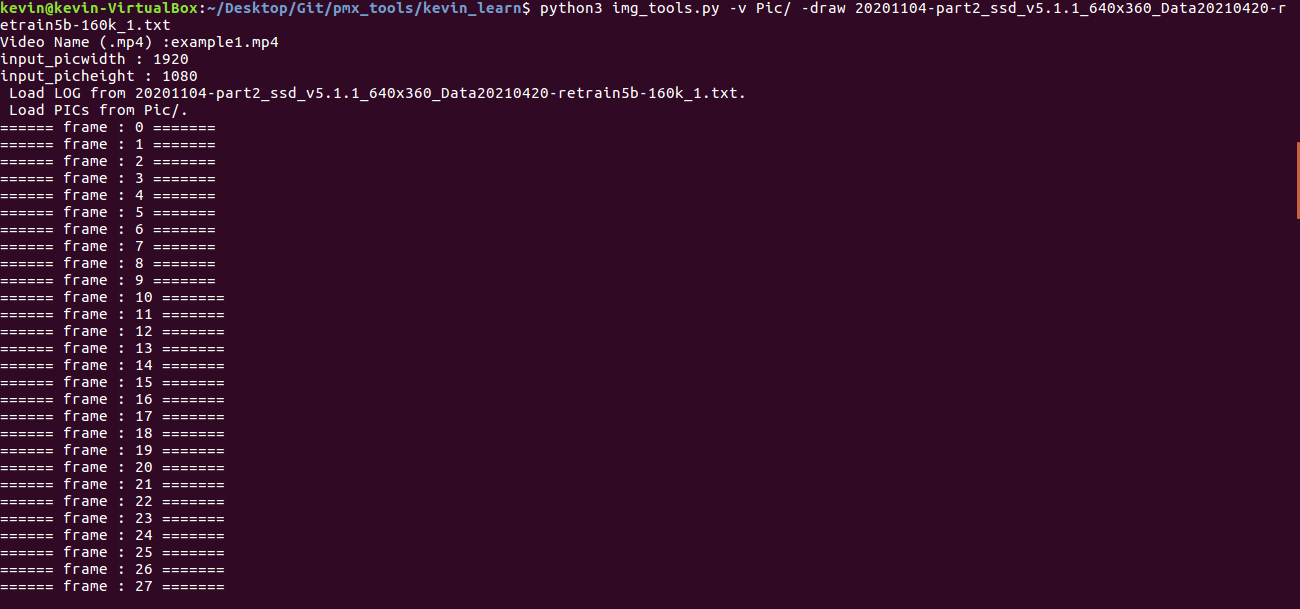 kevin@kevin-VirtualBox:~/Desktop/Git/pmx_tools/kevin_learn$ python3 img_tools.py -v Pic/ -draw 20201104-part2_ssd_v5.1.1_640x360_Data20210420-r
etrain5b-160k_1.txt
Video Name (.mp4) :example1.mp4
input_picwidth : 1920
input_picheight : 1080
 Load LOG from 20201104-part2_ssd_v5.1.1_640x360_Data20210420-retrain5b-160k_1.txt.
 Load PICs from Pic/.
====== frame : 0 =======
====== frame : 1 =======
====== frame : 2 =======
====== frame : 3 =======
====== frame : 4 =======
====== frame : 5 =======
====== frame : 6 =======
====== frame : 7 =======
====== frame : 8 =======
====== frame : 9 =======
====== frame : 10 =======
====== frame : 11 =======
====== frame : 12 =======
====== frame : 13 =======
====== frame : 14 =======
====== frame : 15 =======
====== frame : 16 =======
====== frame : 17 =======
====== frame : 18 =======
====== frame : 19 =======
====== frame : 20 =======
====== frame : 21 =======
====== frame : 22 =======
====== frame : 23 =======
====== frame : 24 =======
====== frame : 25 =======
====== frame : 26 =======
====== frame : 27 =======